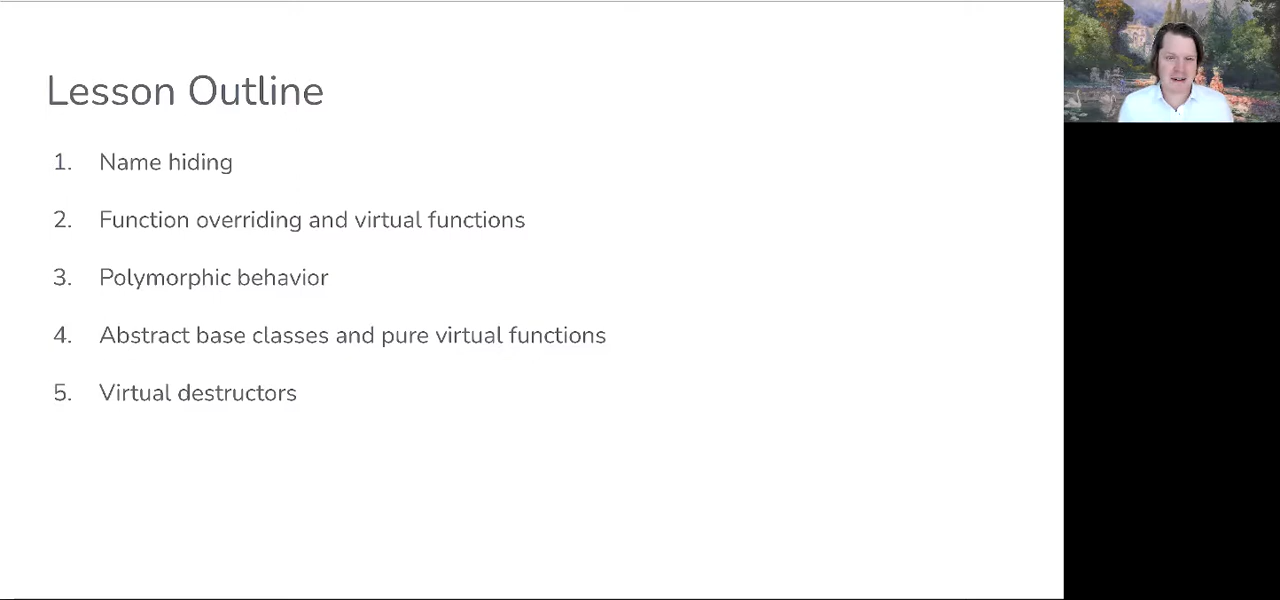 Lesson Outline
1. Name hiding
2. Function overriding and virtual functions
3. Polymorphic behavior
4. Abstract base classes and pure virtual functions
5. Virtual destructors